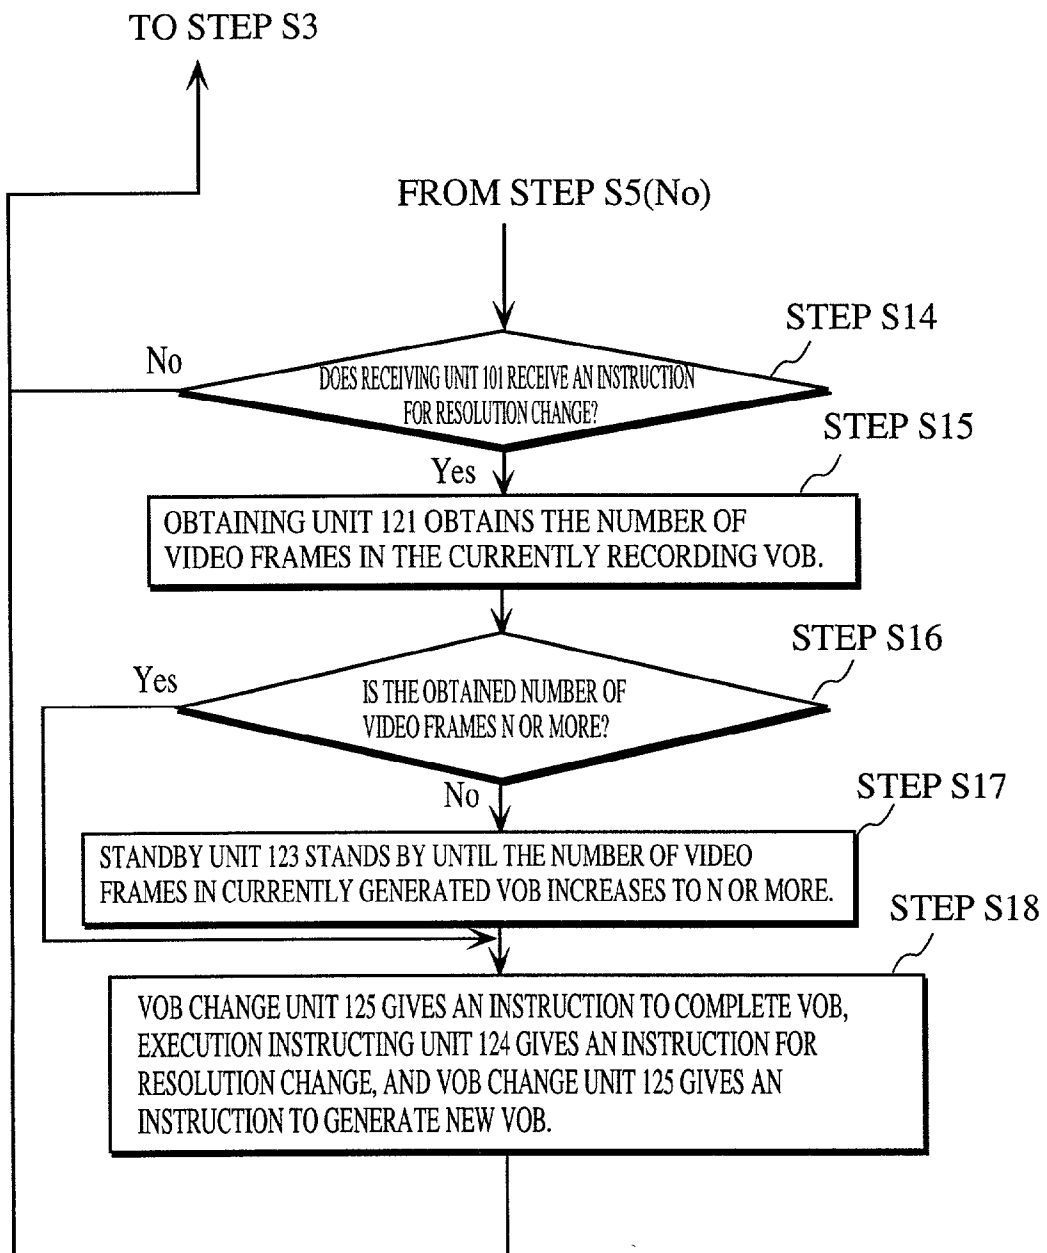 TO STEP S3
FROM STEP S5(No)
STEP S14
No
DOES RECEIVING UNIT 101 RECEIVE AN INSTRUCTION
FOR RESOLUTION CHANGE?
STEP S15
Yes
OBTAINING UNIT 121 OBTAINS THE NUMBER OF
VIDEO FRAMES IN THE CURRENTLY RECORDING VOB.
STEP S16
Yes
IS THE OBTAINED NUMBER OF
VIDEO FRAMES N OR MORE?
No
STEP S17
STANDBY UNIT 123 STANDS BY UNTIL THE NUMBER OF VIDEO
FRAMES IN CURRENTLY GENERATED VOB INCREASES TO N OR MORE.
STEP S18
VOB CHANGE UNIT 125 GIVES AN INSTRUCTION TO COMPLETE VOB,
EXECUTION INSTRUCTING UNIT 124 GIVES AN INSTRUCTION FOR
RESOLUTION CHANGE, AND VOB CHANGE UNIT 125 GIVES AN
INSTRUCTION TO GENERATE NEW VOB.